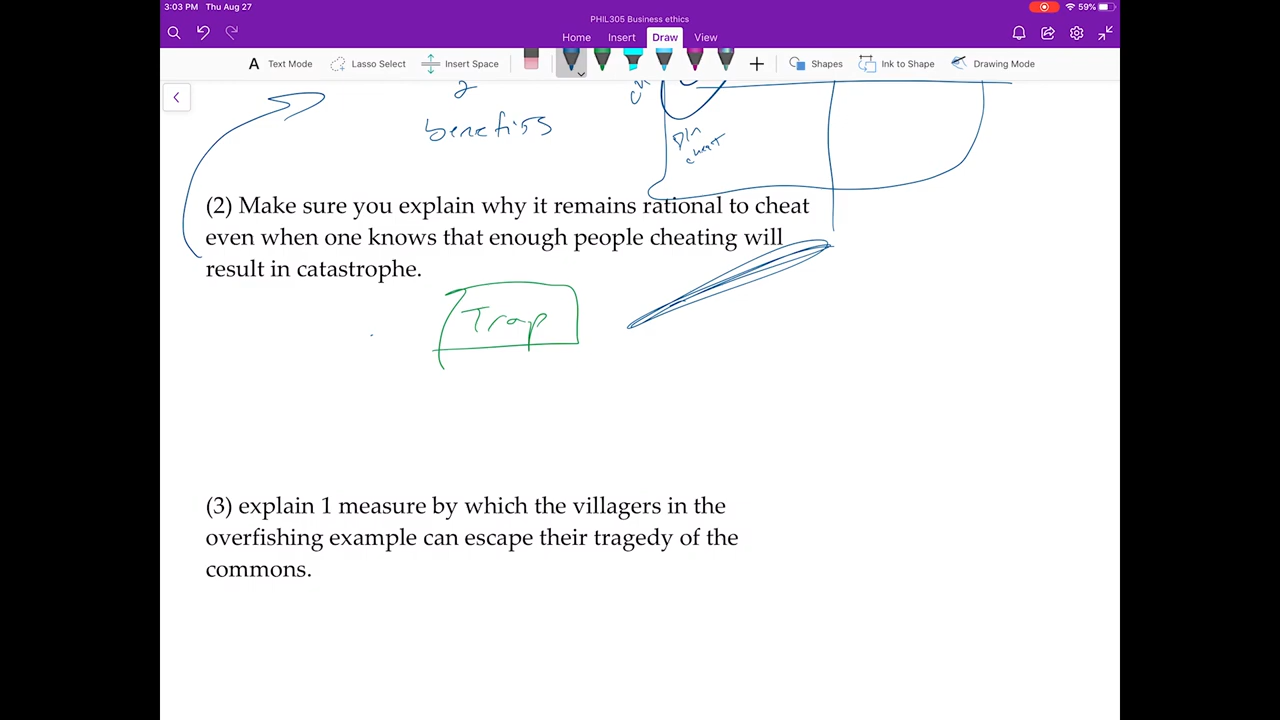 3:03 PM Thu Aug 27
59%
PHIL305 Business ethics
Home Insert Draw View
Text Mode Lasso Select Insert Space Shapes Ink to Shape Drawing Mode
benefits
cheat
(2) Make sure you explain why it remains rational to cheat
even when one knows that enough people cheating will
result in catastrophe.
Trap
(3) explain 1 measure by which the villagers in the
overfishing example can escape their tragedy of the
commons.